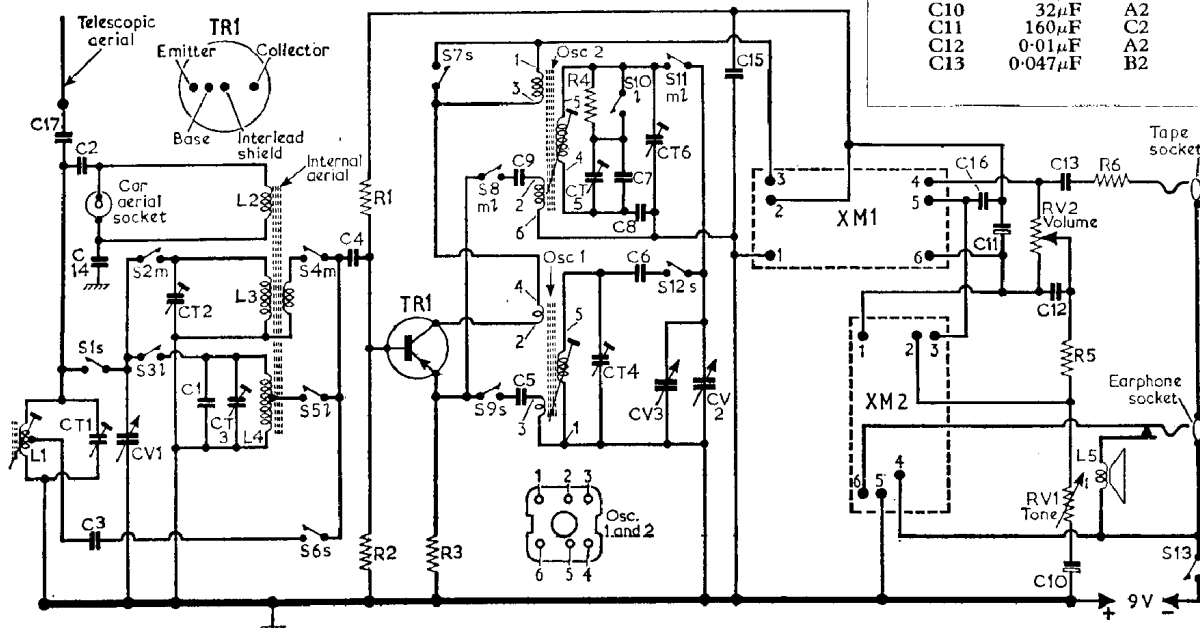 C10 32µF A2
C11 160µF C2
C12 0·01µF A2
C13 0·047µF B2
Telescopic
aerial
TR1
Emitter
Collector
Base
Interlead
shield
C17
C2
Car
aerial
socket
C
14
L2
Internal
aerial
S2m
CT2
L3
S4m
C4
S1s
S3l
C1
CT
3
L4
S5l
L1
CT1
CV1
C3
S6s
R1
R2
TR1
R3
S7s
1
3
Osc 2
R4
5
4
S10
l
S11
ml
CT6
CT
5
C7
C8
S8
ml
C9
2
6
Osc 1
4
2
5
C6
S12s
CT4
CV3
CV
2
S9s
C5
3
1
1 2 3
Osc.
1 and 2
6 5 4
C15
3
2
1
XM1
4
5
6
C16
C11
C13
R6
RV2
Volume
C12
R5
Tape
socket
1
2
3
XM2
6
5
4
Earphone
socket
L5
RV1
Tone
C10
S13
+ 9V −